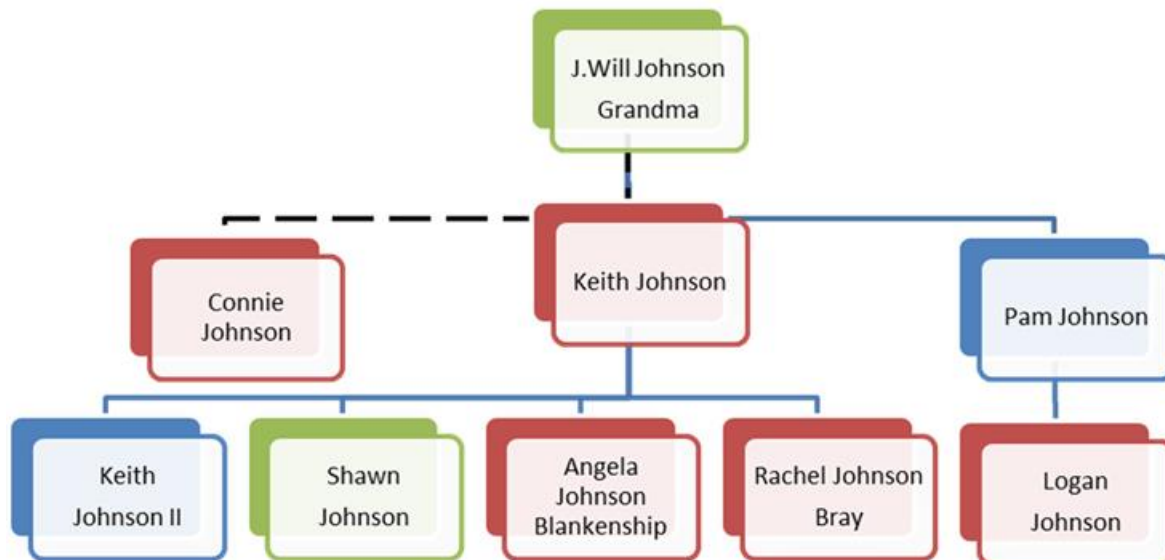 J.Will Johnson
Grandma
Keith Johnson
Connie
Johnson
Pam Johnson
Keith
Johnson II
Shawn
Johnson
Angela
Johnson
Blankenship
Rachel Johnson
Bray
Logan
Johnson